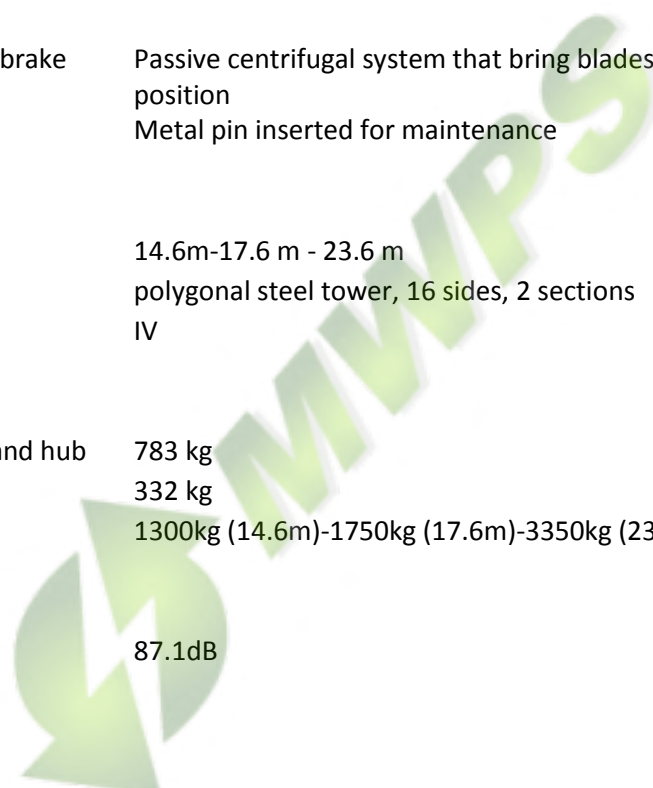 brake Passive centrifugal system that bring blades
position
Metal pin inserted for maintenance
14.6m-17.6 m - 23.6 m
polygonal steel tower, 16 sides, 2 sections
IV
and hub 783 kg
332 kg
1300kg (14.6m)-1750kg (17.6m)-3350kg (23
87.1dB
MWPS